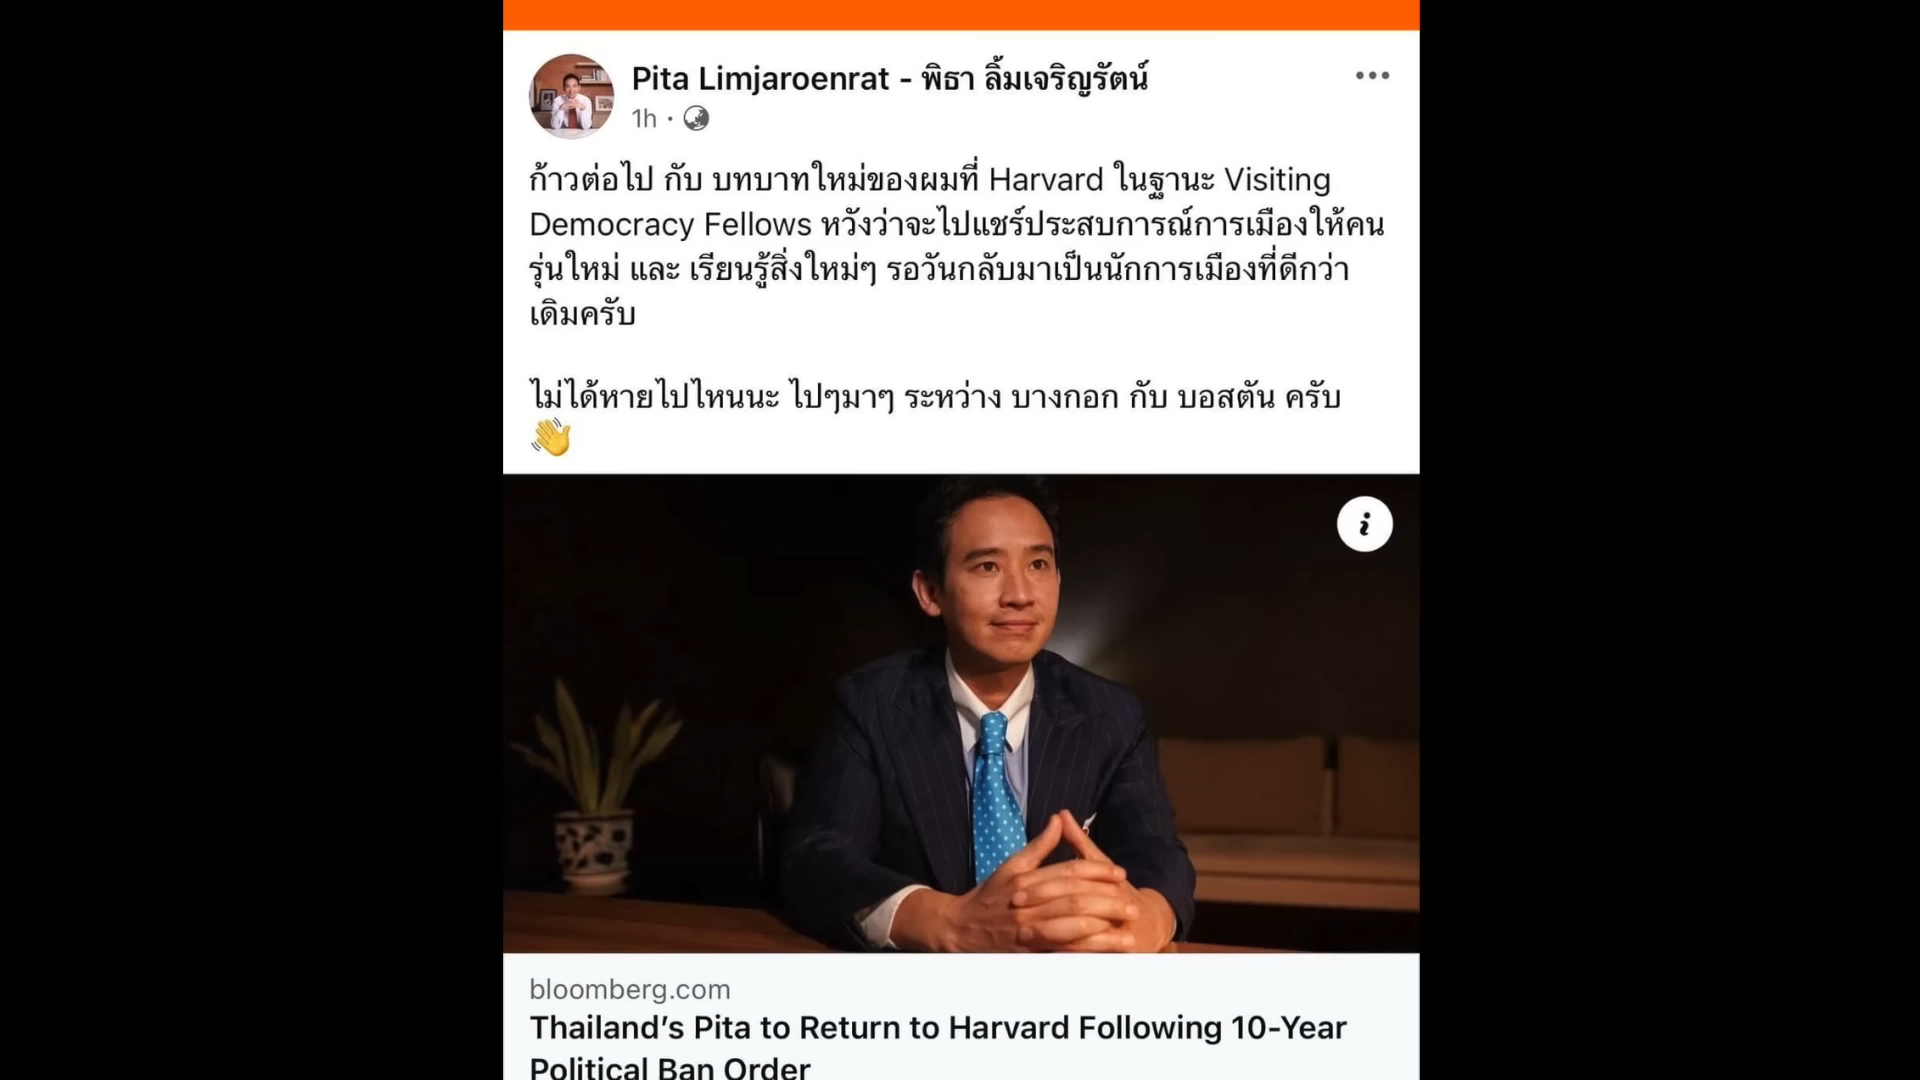 Pita Limjaroenrat - พิธา ลิ้มเจริญรัตน์
1h ·
ก้าวต่อไป กับ บทบาทใหม่ของผมที่ Harvard ในฐานะ Visiting
Democracy Fellows หวังว่าจะไปแชร์ประสบการณ์การเมืองให้คน
รุ่นใหม่ และ เรียนรู้สิ่งใหม่ๆ รอวันกลับมาเป็นนักการเมืองที่ดีกว่า
เดิมครับ
ไม่ได้หายไปไหนนะ ไปๆมาๆ ระหว่าง บางกอก กับ บอสตัน ครับ
👋
i
bloomberg.com
Thailand’s Pita to Return to Harvard Following 10-Year
Political Ban Order